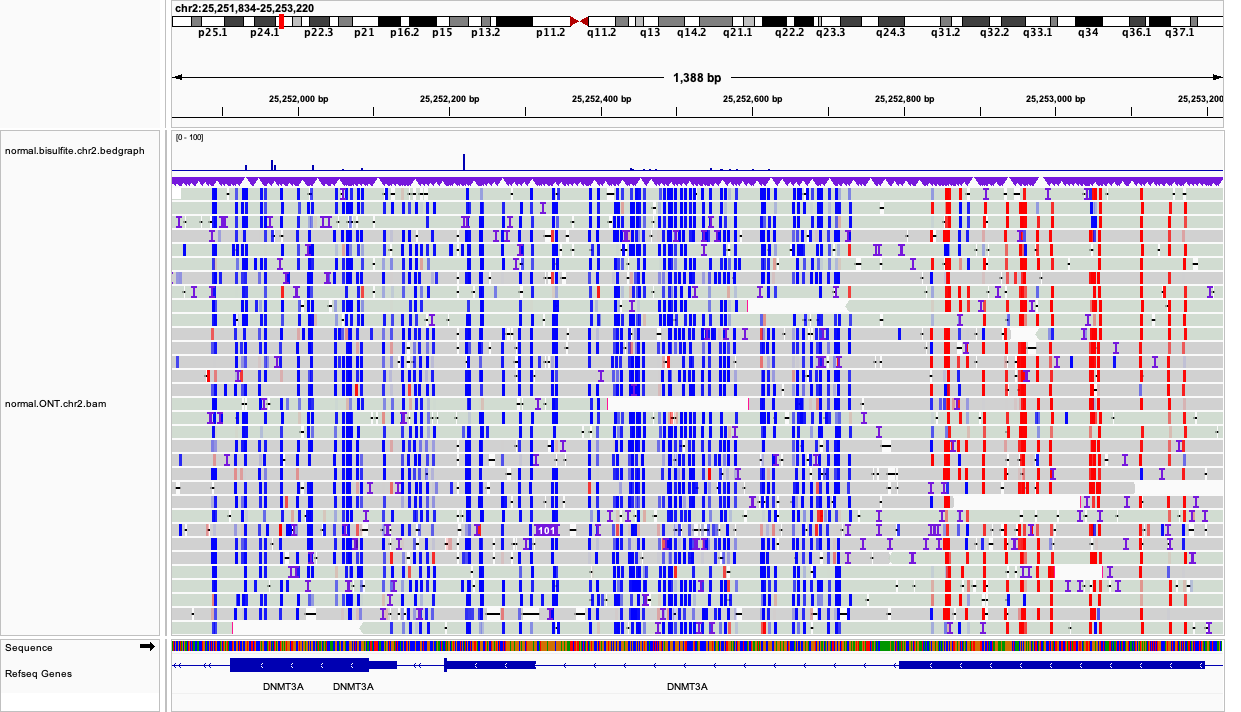 chr2:25,251,834-25,253,220
p25.1 p24.1 p22.3 p21 p16.2 p15 p13.2 p11.2 q11.2 q13 q14.2 q21.1 q22.2 q23.3 q24.3 q31.2 q32.2 q33.1 q34 q36.1 q37.1
1,388 bp
25,252,000 bp 25,252,200 bp 25,252,400 bp 25,252,600 bp 25,252,800 bp 25,253,000 bp 25,253,200
[0 - 100]
normal.bisulfite.chr2.bedgraph
normal.ONT.chr2.bam
101
Sequence
Refseq Genes
DNMT3A DNMT3A DNMT3A